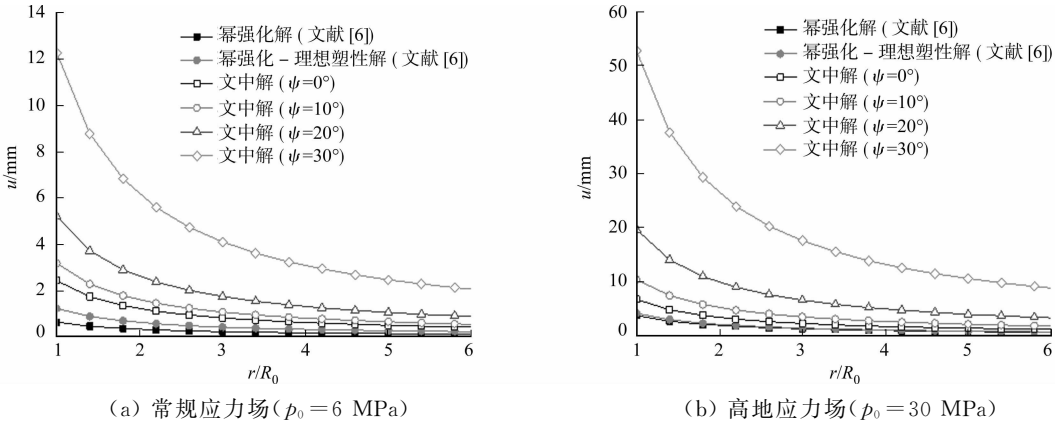 14
12
10
8
6
4
2
0
u/mm
幂强化解 (文献 [6])
幂强化 - 理想塑性解 (文献 [6])
文中解 (ψ=0°)
文中解 (ψ=10°)
文中解 (ψ=20°)
文中解 (ψ=30°)
1 2 3 4 5 6
r/R₀
(a) 常规应力场(p₀=6 MPa)
60
50
40
30
20
10
0
u/mm
幂强化解 (文献 [6])
幂强化 - 理想塑性解 (文献 [6])
文中解 (ψ=0°)
文中解 (ψ=10°)
文中解 (ψ=20°)
文中解 (ψ=30°)
1 2 3 4 5 6
r/R₀
(b) 高地应力场(p₀=30 MPa)